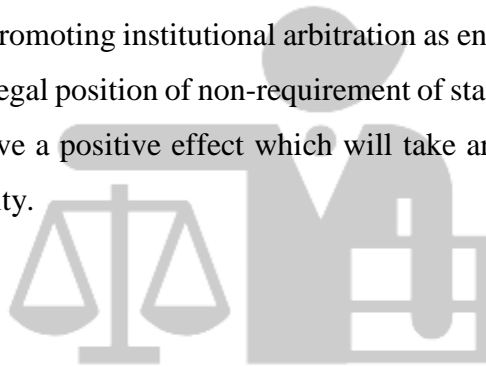 romoting institutional arbitration as en
egal position of non-requirement of sta
ve a positive effect which will take ar
ity.